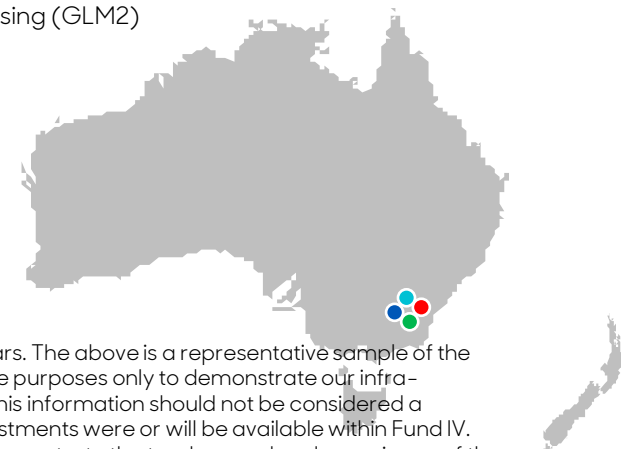 sing (GLM2)
ars. The above is a representative sample of the
e purposes only to demonstrate our infra-
his information should not be considered a
stments were or will be available within Fund IV.